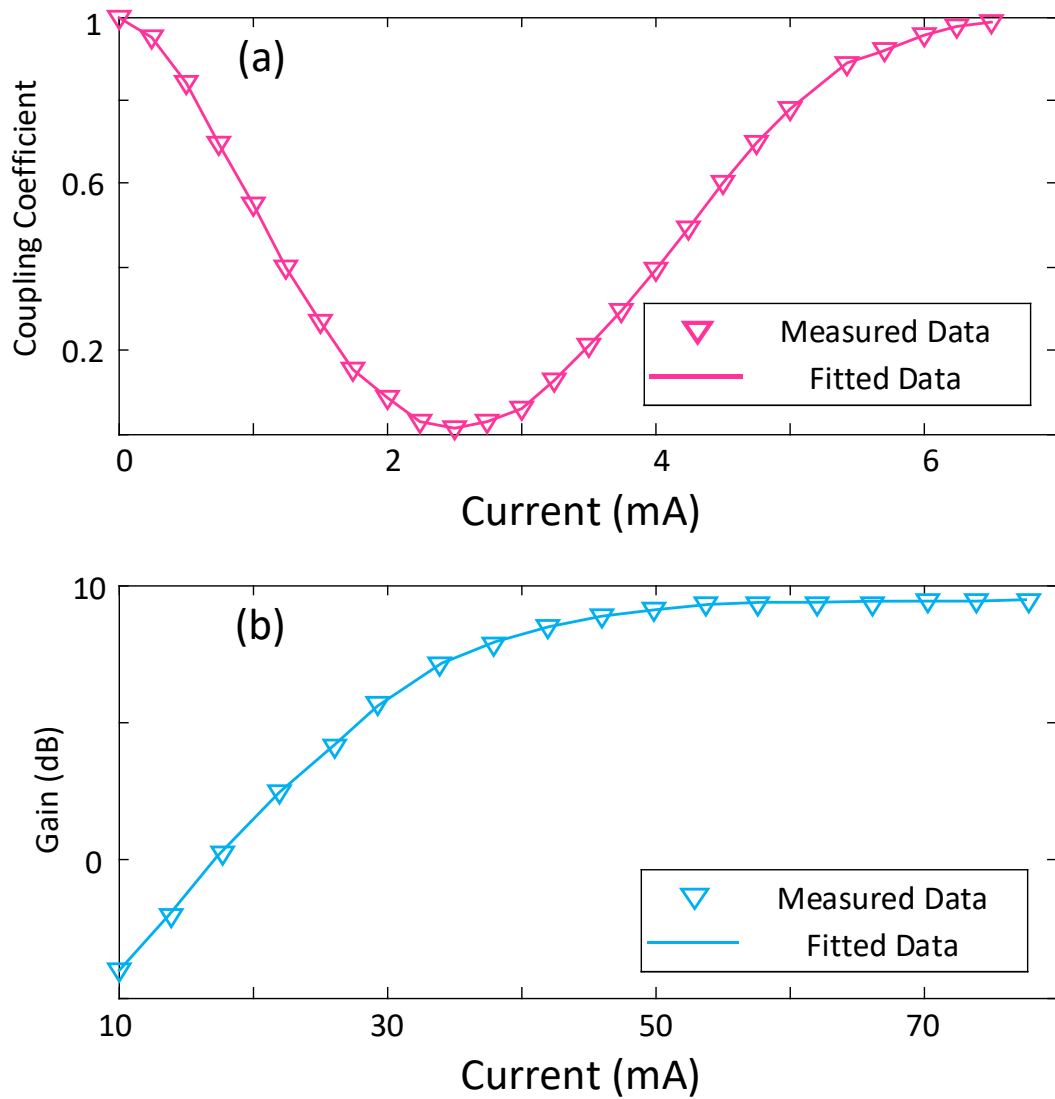 (a)
Coupling Coefficient
1
0.6
0.2
Measured Data
Fitted Data
0 2 4 6
Current (mA)
(b)
Gain (dB)
10
0
Measured Data
Fitted Data
10 30 50 70
Current (mA)